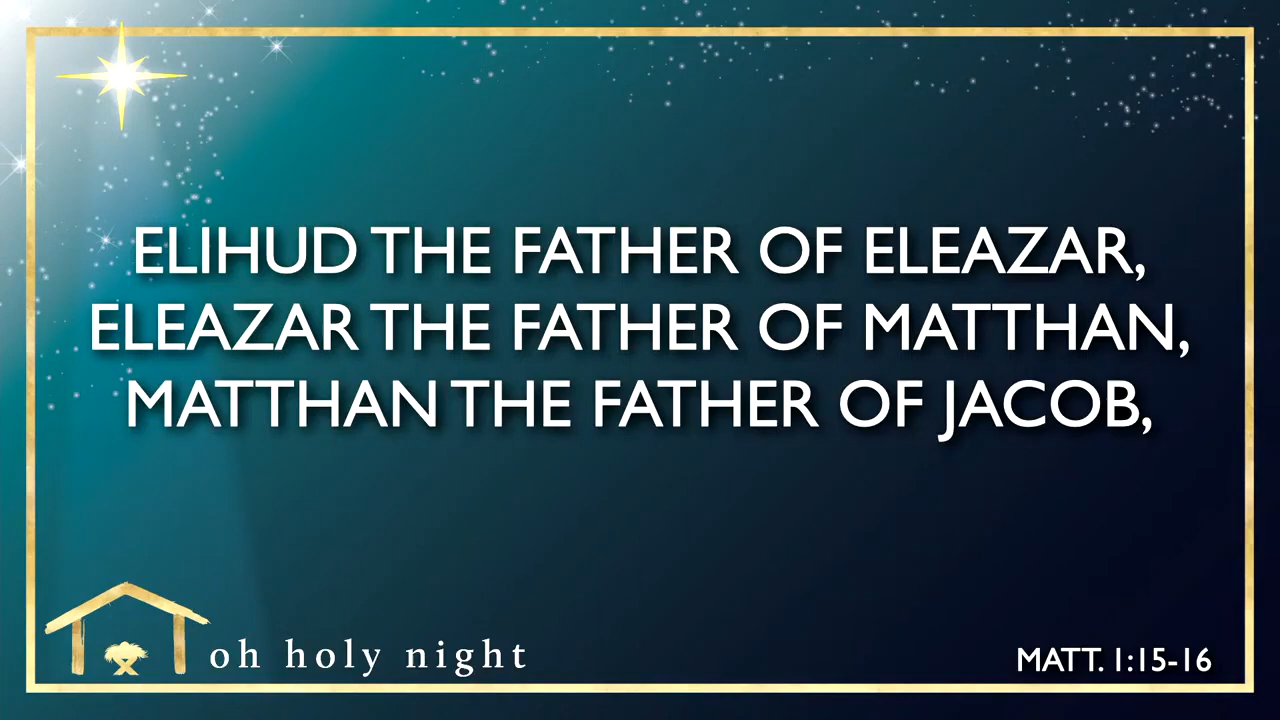 ELIHUD THE FATHER OF ELEAZAR,
ELEAZAR THE FATHER OF MATTHAN,
MATTHAN THE FATHER OF JACOB,
oh holy night
MATT. 1:15-16